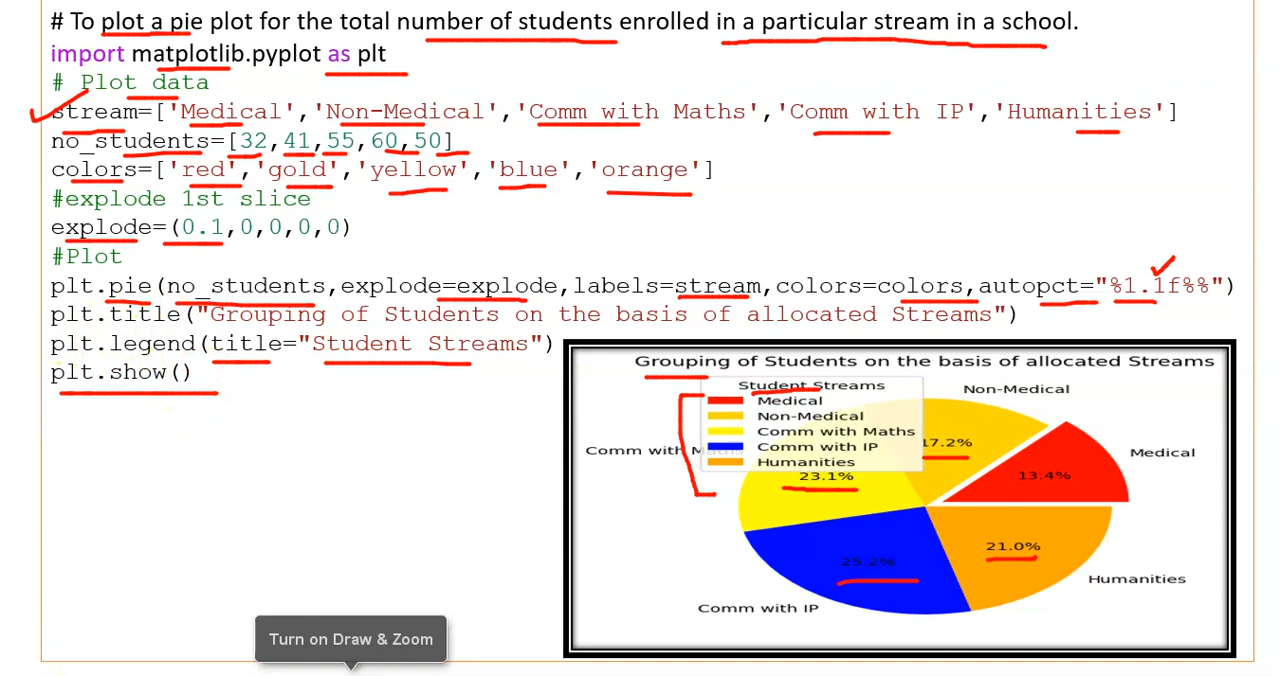 # To plot a pie plot for the total number of students enrolled in a particular stream in a school.
import matplotlib.pyplot as plt
# Plot data
stream=['Medical','Non-Medical','Comm with Maths','Comm with IP','Humanities']
no_students=[32,41,55,60,50]
colors=['red','gold','yellow','blue','orange']
#explode 1st slice
explode=(0.1,0,0,0,0)
#Plot
plt.pie(no_students,explode=explode,labels=stream,colors=colors,autopct="%1.1f%%")
plt.title("Grouping of Students on the basis of allocated Streams")
plt.legend(title="Student Streams")
plt.show()
Grouping of Students on the basis of allocated Streams
Student Streams
Medical
Non-Medical
Comm with Maths
Comm with IP
Humanities
Non-Medical
17.2%
Comm with Maths
Medical
23.1%
13.4%
21.0%
25.2%
Humanities
Comm with IP
Turn on Draw & Zoom